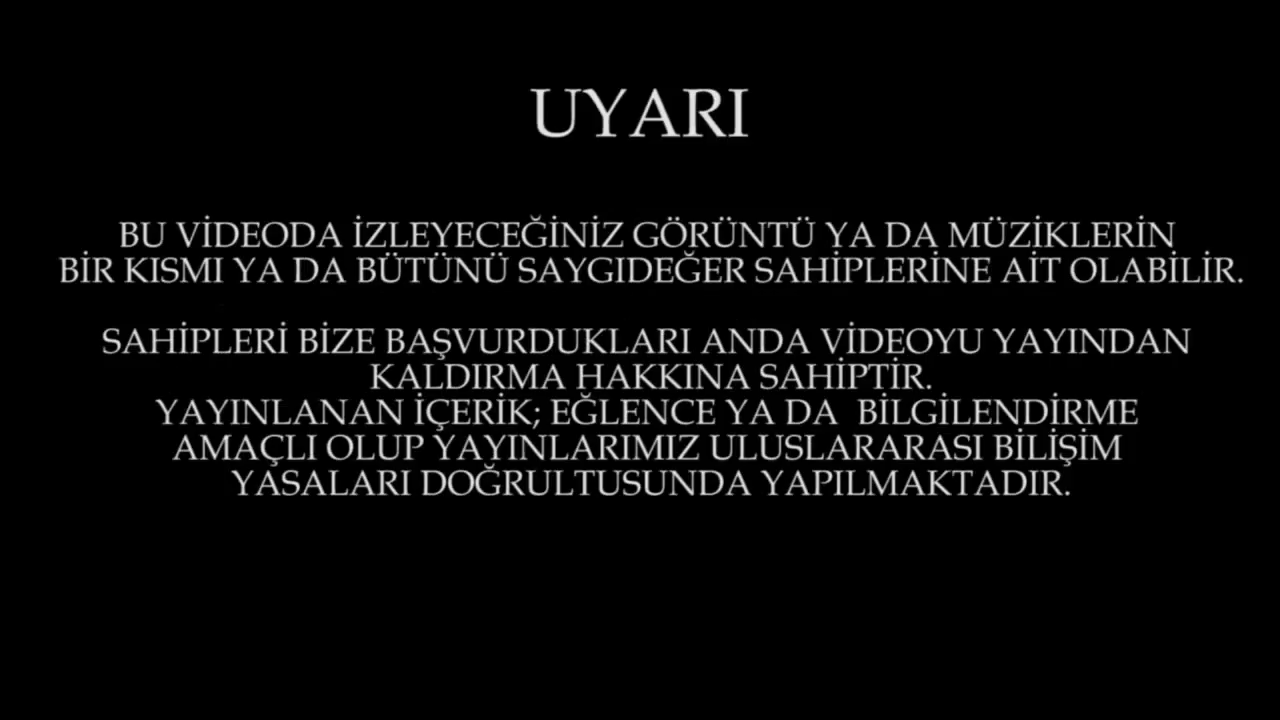 UYARI
BU VİDEODA İZLEYECEĞİNİZ GÖRÜNTÜ YA DA MÜZİKLERİN
BİR KISMI YA DA BÜTÜNÜ SAYGIDEĞER SAHİPLERİNE AİT OLABİLİR.
SAHİPLERİ BİZE BAŞVURDUKLARI ANDA VİDEOYU YAYINDAN
KALDIRMA HAKKINA SAHİPTİR.
YAYINLANAN İÇERİK; EĞLENCE YA DA BİLGİLENDİRME
AMAÇLI OLUP YAYINLARIMIZ ULUSLARARASI BİLİŞİM
YASALARI DOĞRULTUSUNDA YAPILMAKTADIR.